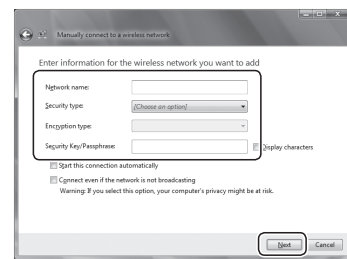 Manually connect to a wireless network
Enter information for the wireless network you want to add
Network name:
Security type:
[Choose an option]
Encryption type:
Security Key/Passphrase:
Display characters
Start this connection automatically
Connect even if the network is not broadcasting
Warning: If you select this option, your computer's privacy might be at risk.
Next
Cancel